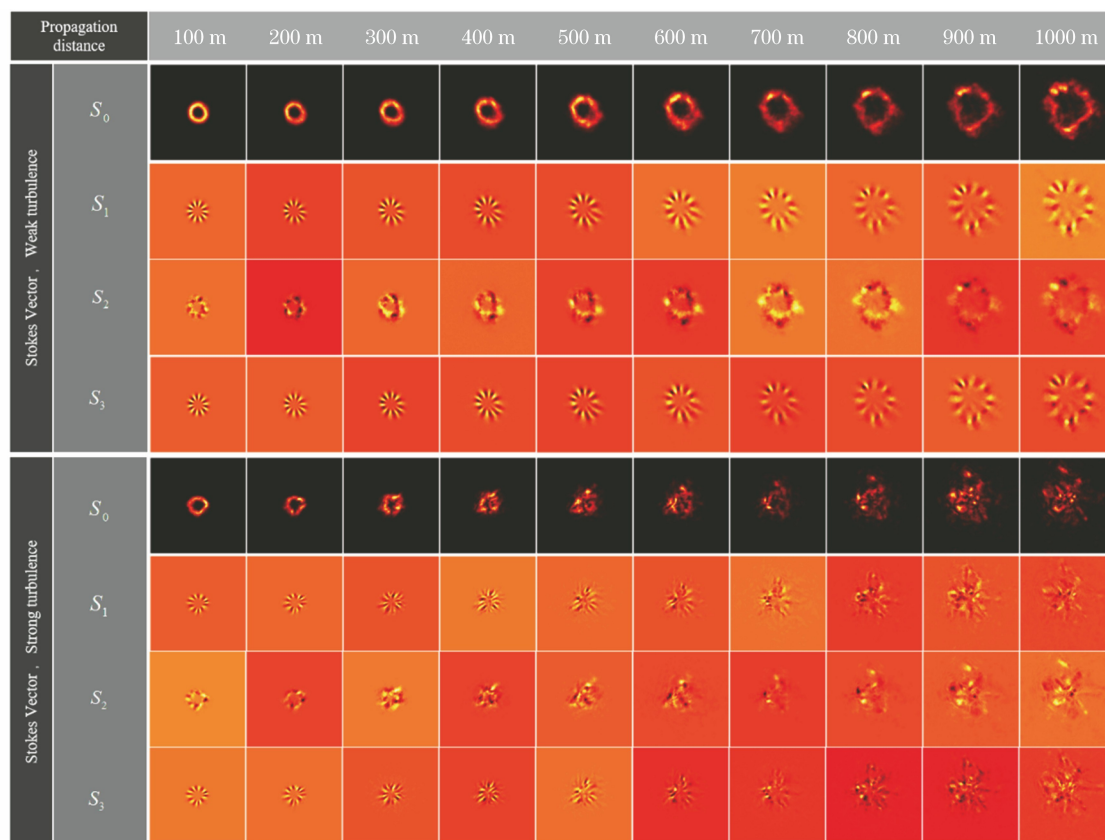 Propagation
distance
100 m 200 m 300 m 400 m 500 m 600 m 700 m 800 m 900 m 1000 m
Stokes Vector, Weak turbulence
S0
S1
S2
S3
Stokes Vector, Strong turbulence
S0
S1
S2
S3